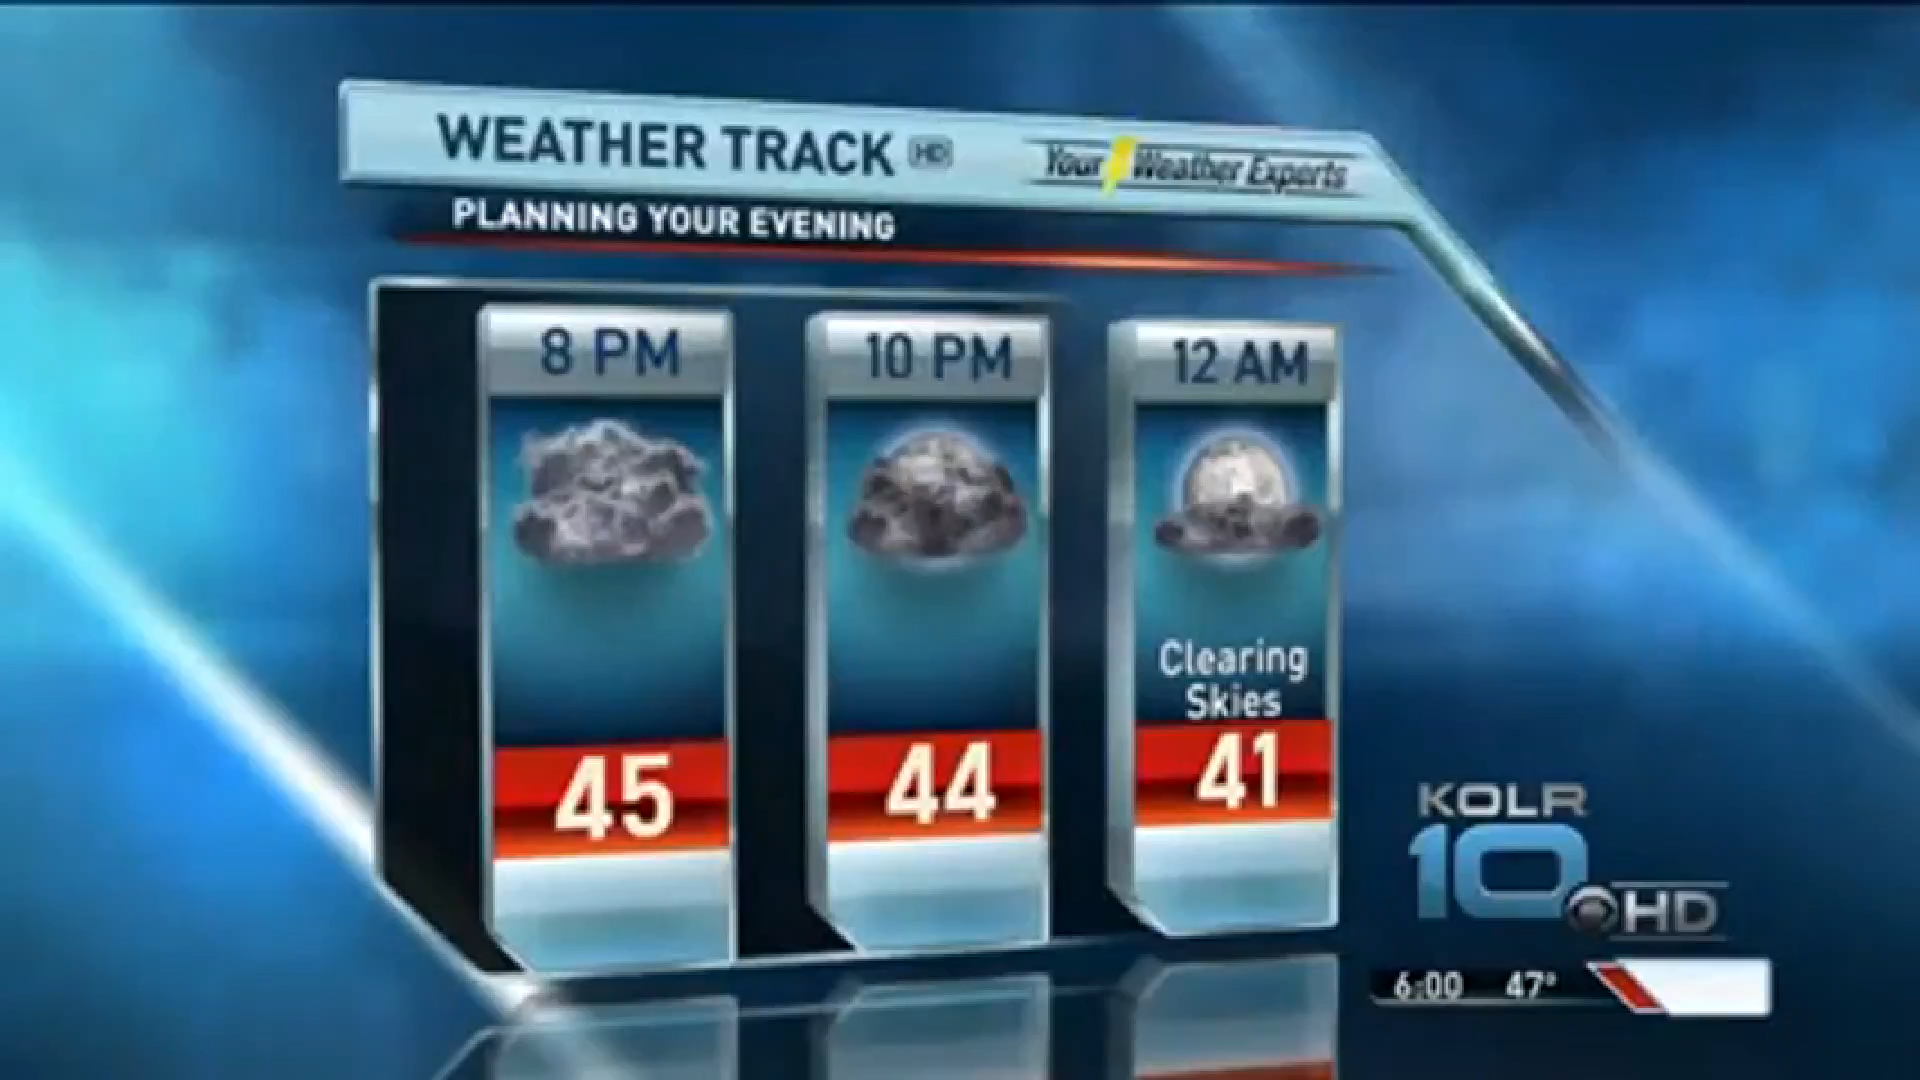 WEATHER TRACK HD
Your Weather Experts
PLANNING YOUR EVENING
8 PM
10 PM
12 AM
Clearing
Skies
45
44
41
KOLR
10
HD
6:00 47°